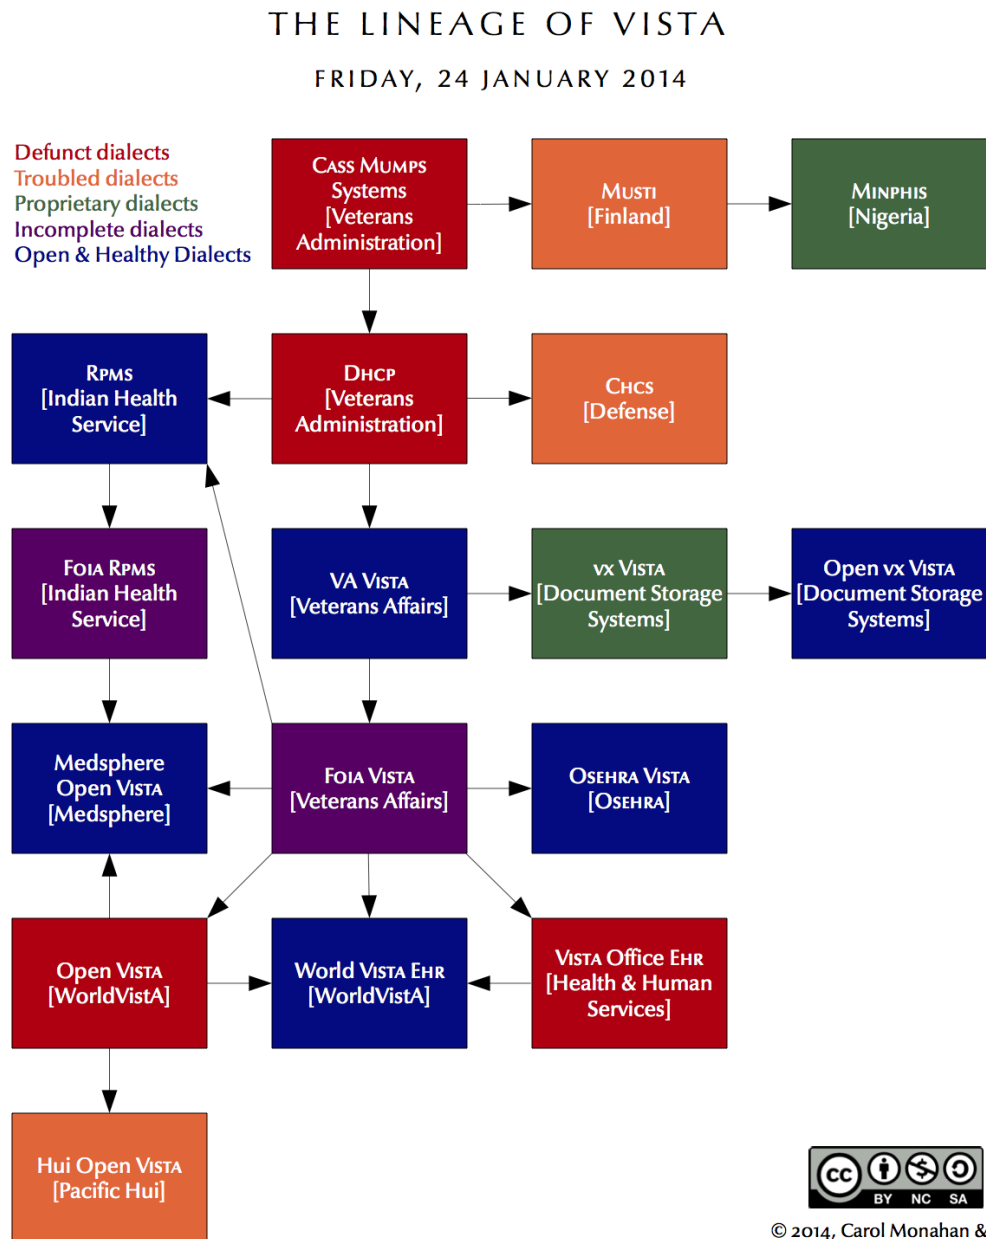 THE LINEAGE OF VISTA
FRIDAY, 24 JANUARY 2014
Defunct dialects
Troubled dialects
Proprietary dialects
Incomplete dialects
Open & Healthy Dialects
CASS MUMPS
Systems
[Veterans
Administration]
MUSTI
[Finland]
MINPHIS
[Nigeria]
RPMS
[Indian Health
Service]
DHCP
[Veterans
Administration]
CHCS
[Defense]
FOIA RPMS
[Indian Health
Service]
VA VISTA
[Veterans Affairs]
VX VISTA
[Document Storage
Systems]
Open VX VISTA
[Document Storage
Systems]
Medsphere
Open VISTA
[Medsphere]
FOIA VISTA
[Veterans Affairs]
OSEHRA VISTA
[OSEHRA]
Open VISTA
[WorldVistA]
World VISTA EHR
[WorldVistA]
VISTA Office EHR
[Health & Human
Services]
Hui Open VISTA
[Pacific Hui]
cc
BY NC SA
© 2014, Carol Monahan &